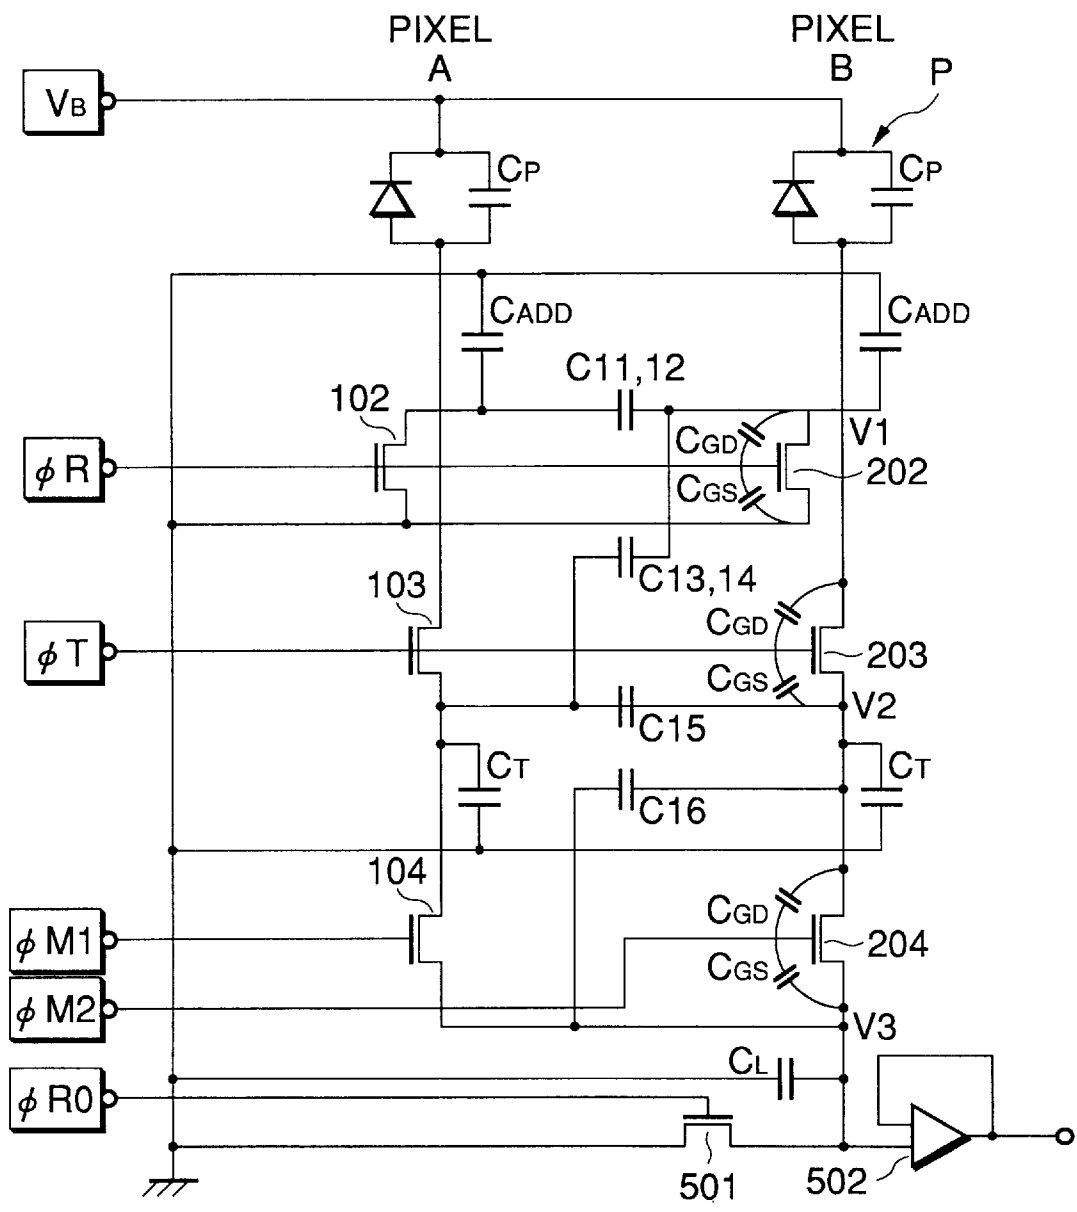 PIXEL A
PIXEL B
P
VB
CP
CP
CADD
CADD
C11,12
102
V1
CGD
ϕR
202
CGS
C13,14
103
CGD
ϕT
203
CGS
V2
C15
CT
CT
C16
104
CGD
ϕM1
204
CGS
ϕM2
V3
CL
ϕR0
501
502